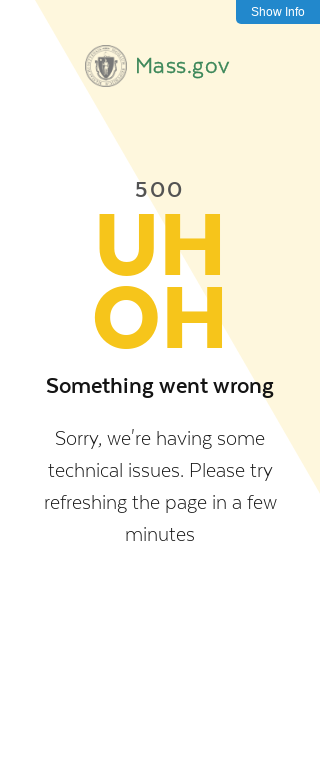 Show Info
Mass.gov
500
UH
OH
Something went wrong
Sorry, we're having some
technical issues. Please try
refreshing the page in a few
minutes